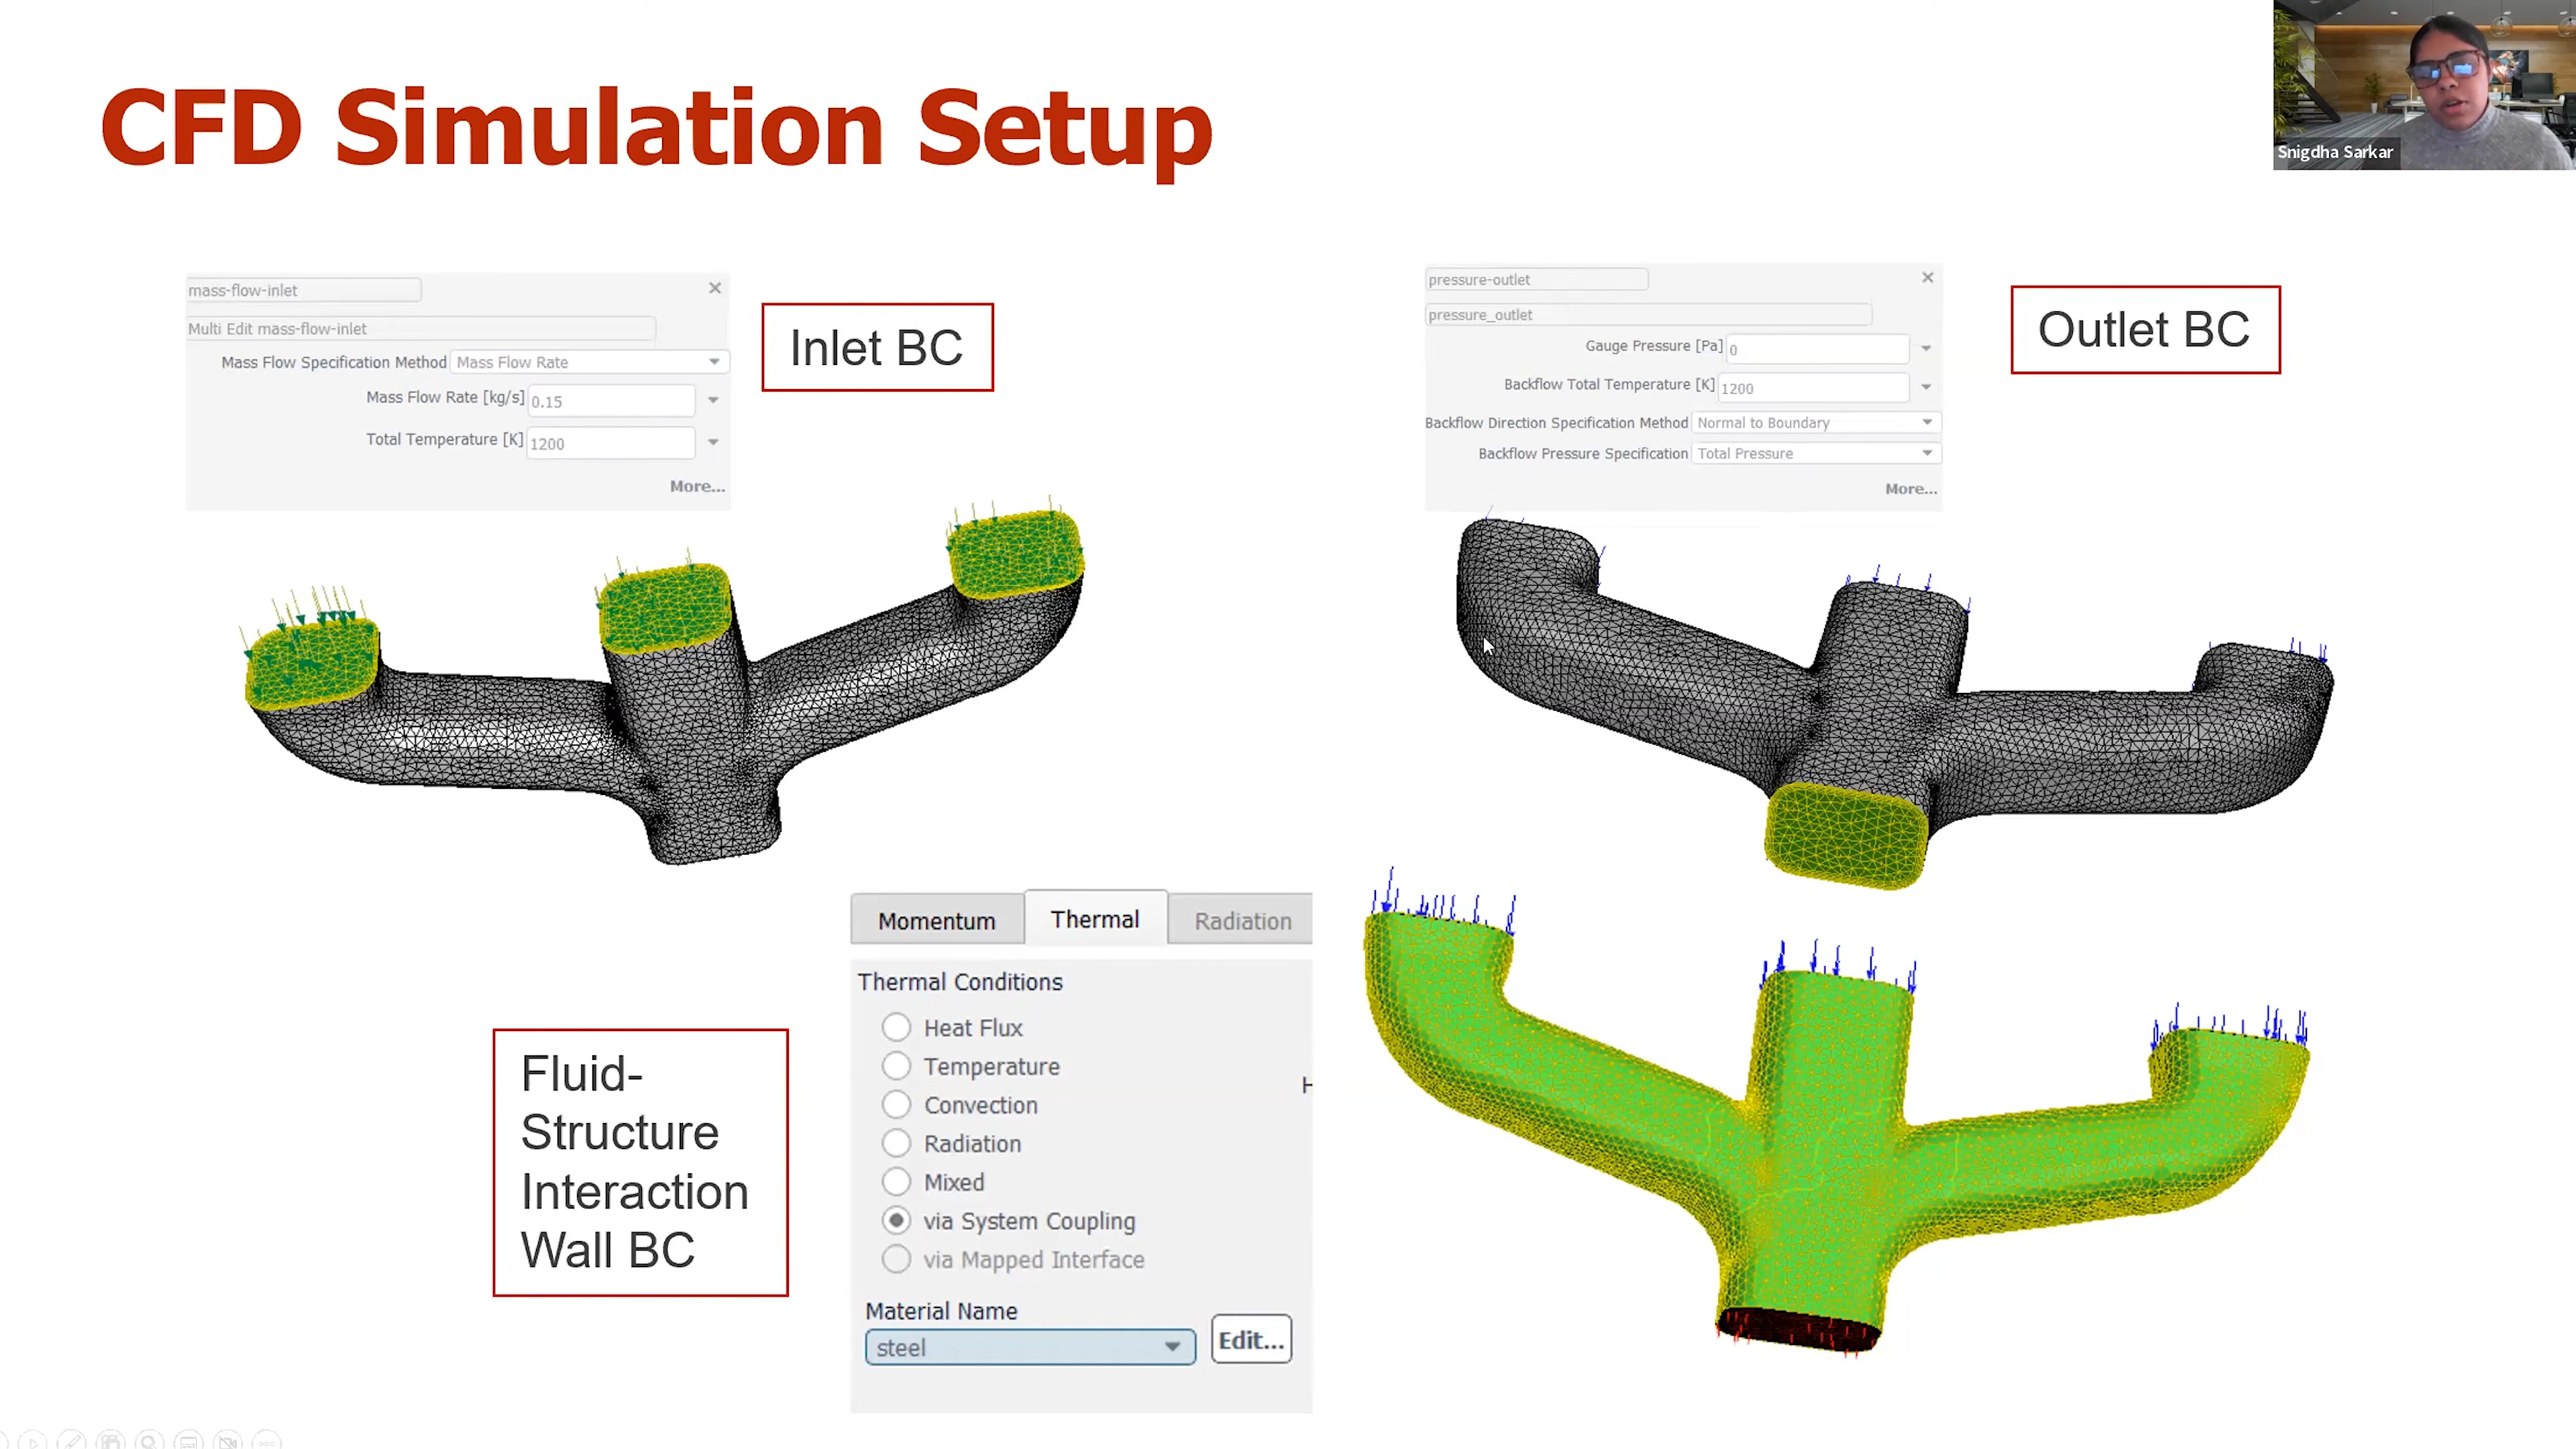 CFD Simulation Setup
Snigdha Sarkar
mass-flow-inlet
Multi Edit mass-flow-inlet
Mass Flow Specification Method Mass Flow Rate
Mass Flow Rate [kg/s] 0.15
Total Temperature [K] 1200
More...
Inlet BC
pressure-outlet
pressure_outlet
Gauge Pressure [Pa] 0
Backflow Total Temperature [K] 1200
Backflow Direction Specification Method Normal to Boundary
Backflow Pressure Specification Total Pressure
More...
Outlet BC
Fluid-
Structure
Interaction
Wall BC
Momentum Thermal Radiation
Thermal Conditions
Heat Flux
Temperature
H
Convection
Radiation
Mixed
via System Coupling
via Mapped Interface
Material Name
steel Edit...